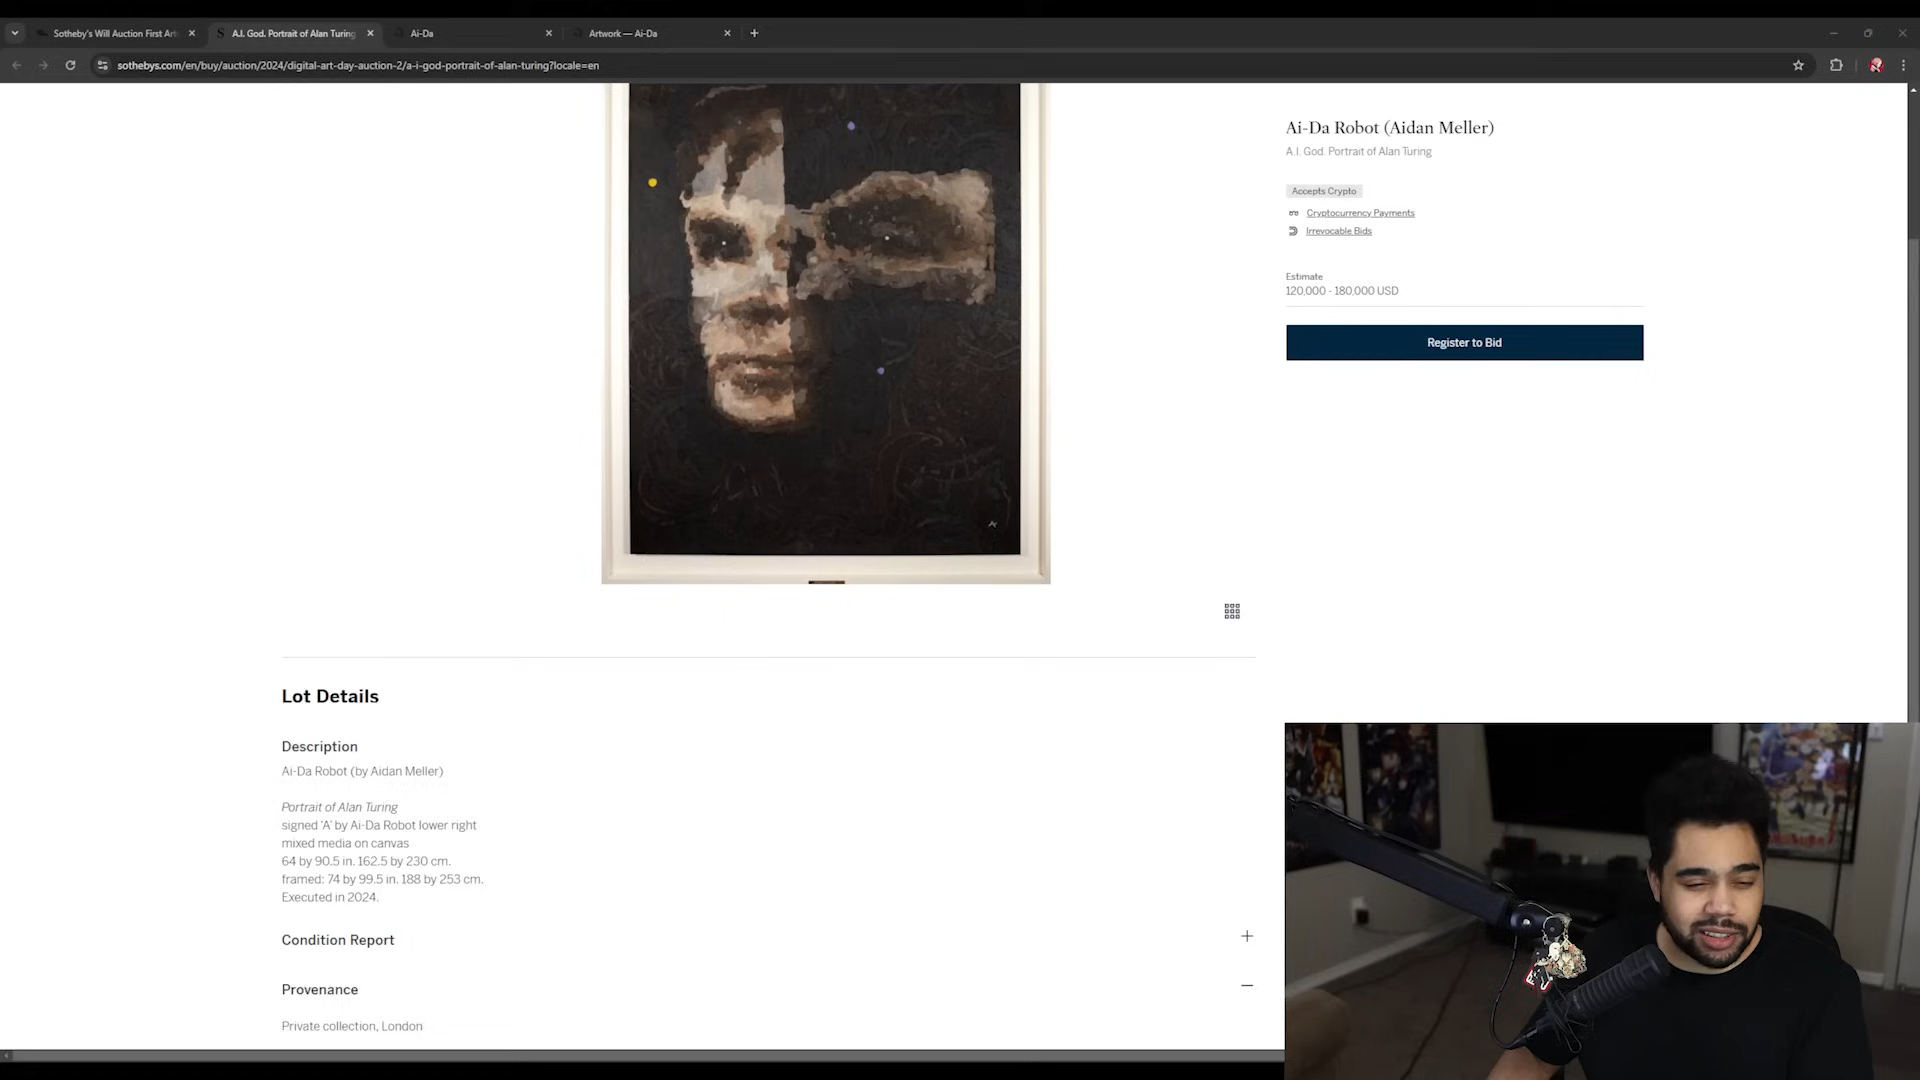 Sotheby's Will Auction First Art
A.I. God. Portrait of Alan Turing
Ai-Da
Artwork — Ai-Da
sothebys.com/en/buy/auction/2024/digital-art-day-auction-2/a-i-god-portrait-of-alan-turing?locale=en
Ai-Da Robot (Aidan Meller)
A.I. God. Portrait of Alan Turing
Accepts Crypto
Cryptocurrency Payments
Irrevocable Bids
Estimate
120,000 - 180,000 USD
Register to Bid
Lot Details
Description
Ai-Da Robot (by Aidan Meller)
Portrait of Alan Turing
signed 'A' by Ai-Da Robot lower right
mixed media on canvas
64 by 90.5 in. 162.5 by 230 cm.
framed: 74 by 99.5 in. 188 by 253 cm.
Executed in 2024.
Condition Report
Provenance
Private collection, London